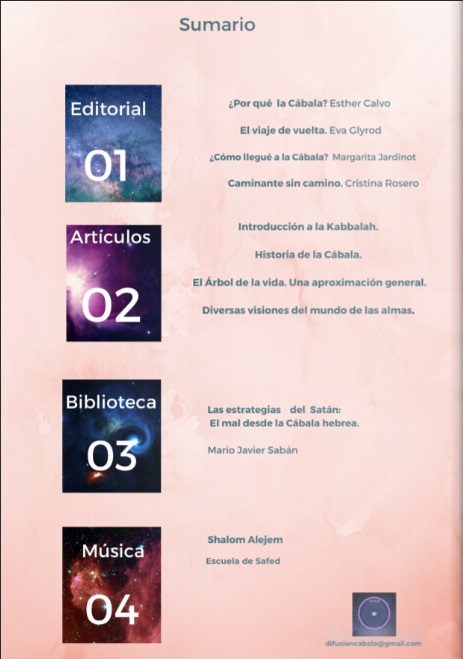 Sumario
Editorial
01
¿Por qué la Cábala? Esther Calvo
El viaje de vuelta. Eva Glyrod
¿Cómo llegué a la Cábala? Margarita Jardinot
Caminante sin camino. Cristina Rosero
Artículos
02
Introducción a la Kabbalah.
Historia de la Cábala.
El Árbol de la vida. Una aproximación general.
Diversas visiones del mundo de las almas.
Biblioteca
03
Las estrategias del Satán:
El mal desde la Cábala hebrea.
Mario Javier Sabán
Música
04
Shalom Alejem
Escuela de Safed
difusiancabala@gmail.com